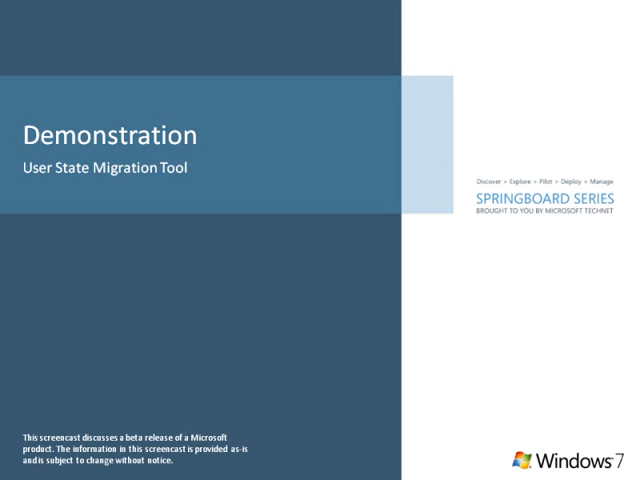 Demonstration
User State Migration Tool
Discover > Explore > Pilot > Deploy > Manage
SPRINGBOARD SERIES
BROUGHT TO YOU BY MICROSOFT TECHNET
This screencast discusses a beta release of a Microsoft
product. The information in this screencast is provided as-is
and is subject to change without notice.
Windows 7